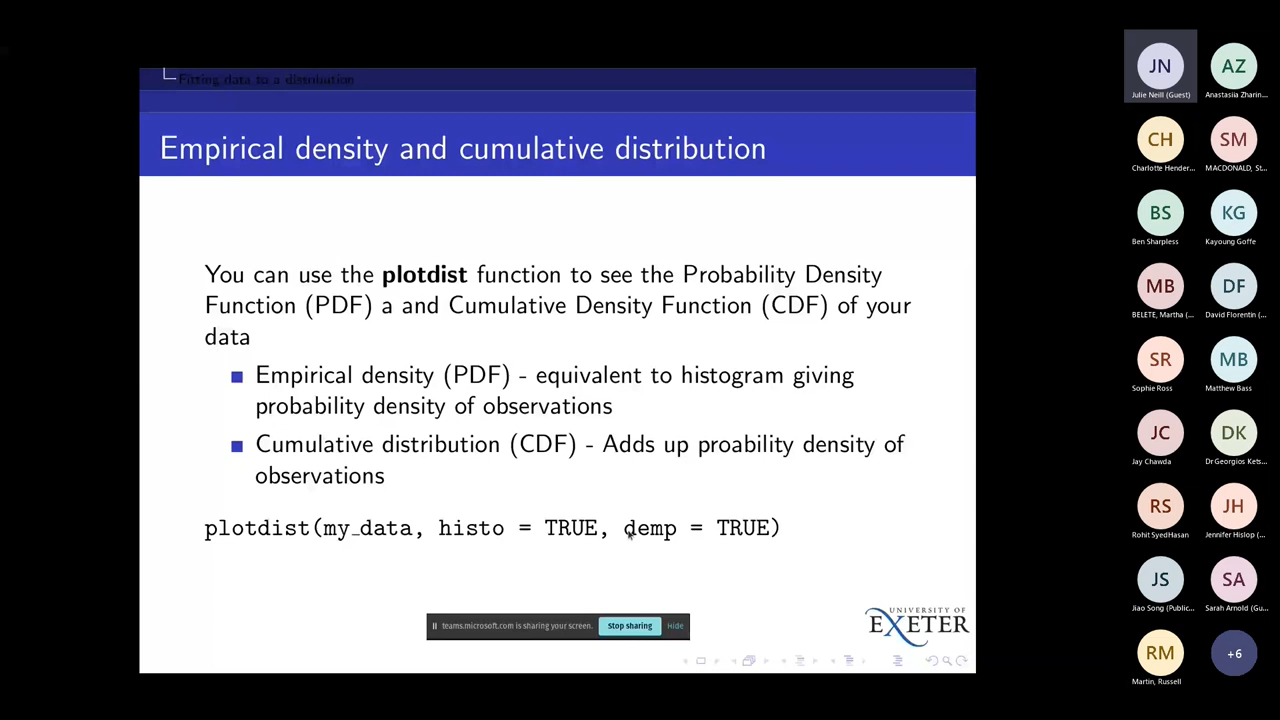 Fitting data to a distribution
Empirical density and cumulative distribution
You can use the plotdist function to see the Probability Density
Function (PDF) a and Cumulative Density Function (CDF) of your
data
Empirical density (PDF) - equivalent to histogram giving
probability density of observations
Cumulative distribution (CDF) - Adds up proability density of
observations
plotdist(my_data, histo = TRUE, demp = TRUE)
teams.microsoft.com is sharing your screen. Stop sharing Hide
UNIVERSITY OF
EXETER
JN AZ
Julie Neill (Guest) Anastasiia Zharin...
CH SM
Charlotte Hender... MACDONALD, St...
BS KG
Ben Sharpless Kayoung Goffe
MB DF
BELETE, Martha (... David Florentin (...
SR MB
Sophie Ross Matthew Bass
JC DK
Jay Chawda Dr Georgios Kets...
RS JH
Rohit SyedHasan Jennifer Hislop (...
JS SA
Jiao Song (Public... Sarah Arnold (Gu...
RM +6
Martin, Russell